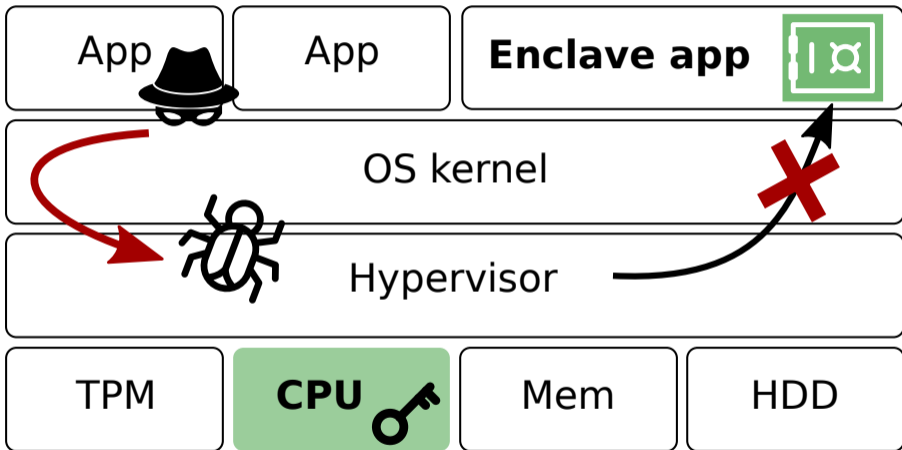 App
App
Enclave app
OS kernel
Hypervisor
TPM
CPU
Mem
HDD